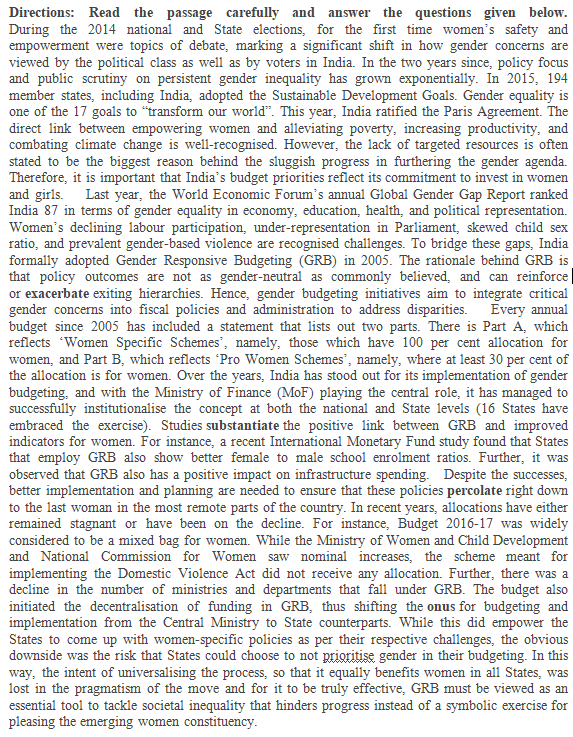 Directions: Read the passage carefully and answer the questions given below.
During the 2014 national and State elections, for the first time women's safety and
empowerment were topics of debate, marking a significant shift in how gender concerns are
viewed by the political class as well as by voters in India. In the two years since, policy focus
and public scrutiny on persistent gender inequality has grown exponentially. In 2015, 194
member states, including India, adopted the Sustainable Development Goals. Gender equality is
one of the 17 goals to “transform our world”. This year, India ratified the Paris Agreement. The
direct link between empowering women and alleviating poverty, increasing productivity, and
combating climate change is well-recognised. However, the lack of targeted resources is often
stated to be the biggest reason behind the sluggish progress in furthering the gender agenda.
Therefore, it is important that India's budget priorities reflect its commitment to invest in women
and girls. Last year, the World Economic Forum's annual Global Gender Gap Report ranked
India 87 in terms of gender equality in economy, education, health, and political representation.
Women's declining labour participation, under-representation in Parliament, skewed child sex
ratio, and prevalent gender-based violence are recognised challenges. To bridge these gaps, India
formally adopted Gender Responsive Budgeting (GRB) in 2005. The rationale behind GRB is
that policy outcomes are not as gender-neutral as commonly believed, and can reinforce
or exacerbate exiting hierarchies. Hence, gender budgeting initiatives aim to integrate critical
gender concerns into fiscal policies and administration to address disparities. Every annual
budget since 2005 has included a statement that lists out two parts. There is Part A, which
reflects ‘Women Specific Schemes’, namely, those which have 100 per cent allocation for
women, and Part B, which reflects ‘Pro Women Schemes’, namely, where at least 30 per cent of
the allocation is for women. Over the years, India has stood out for its implementation of gender
budgeting, and with the Ministry of Finance (MoF) playing the central role, it has managed to
successfully institutionalise the concept at both the national and State levels (16 States have
embraced the exercise). Studies substantiate the positive link between GRB and improved
indicators for women. For instance, a recent International Monetary Fund study found that States
that employ GRB also show better female to male school enrolment ratios. Further, it was
observed that GRB also has a positive impact on infrastructure spending. Despite the successes,
better implementation and planning are needed to ensure that these policies percolate right down
to the last woman in the most remote parts of the country. In recent years, allocations have either
remained stagnant or have been on the decline. For instance, Budget 2016-17 was widely
considered to be a mixed bag for women. While the Ministry of Women and Child Development
and National Commission for Women saw nominal increases, the scheme meant for
implementing the Domestic Violence Act did not receive any allocation. Further, there was a
decline in the number of ministries and departments that fall under GRB. The budget also
initiated the decentralisation of funding in GRB, thus shifting the onus for budgeting and
implementation from the Central Ministry to State counterparts. While this did empower the
States to come up with women-specific policies as per their respective challenges, the obvious
downside was the risk that States could choose to not prioritise gender in their budgeting. In this
way, the intent of universalising the process, so that it equally benefits women in all States, was
lost in the pragmatism of the move and for it to be truly effective, GRB must be viewed as an
essential tool to tackle societal inequality that hinders progress instead of a symbolic exercise for
pleasing the emerging women constituency.